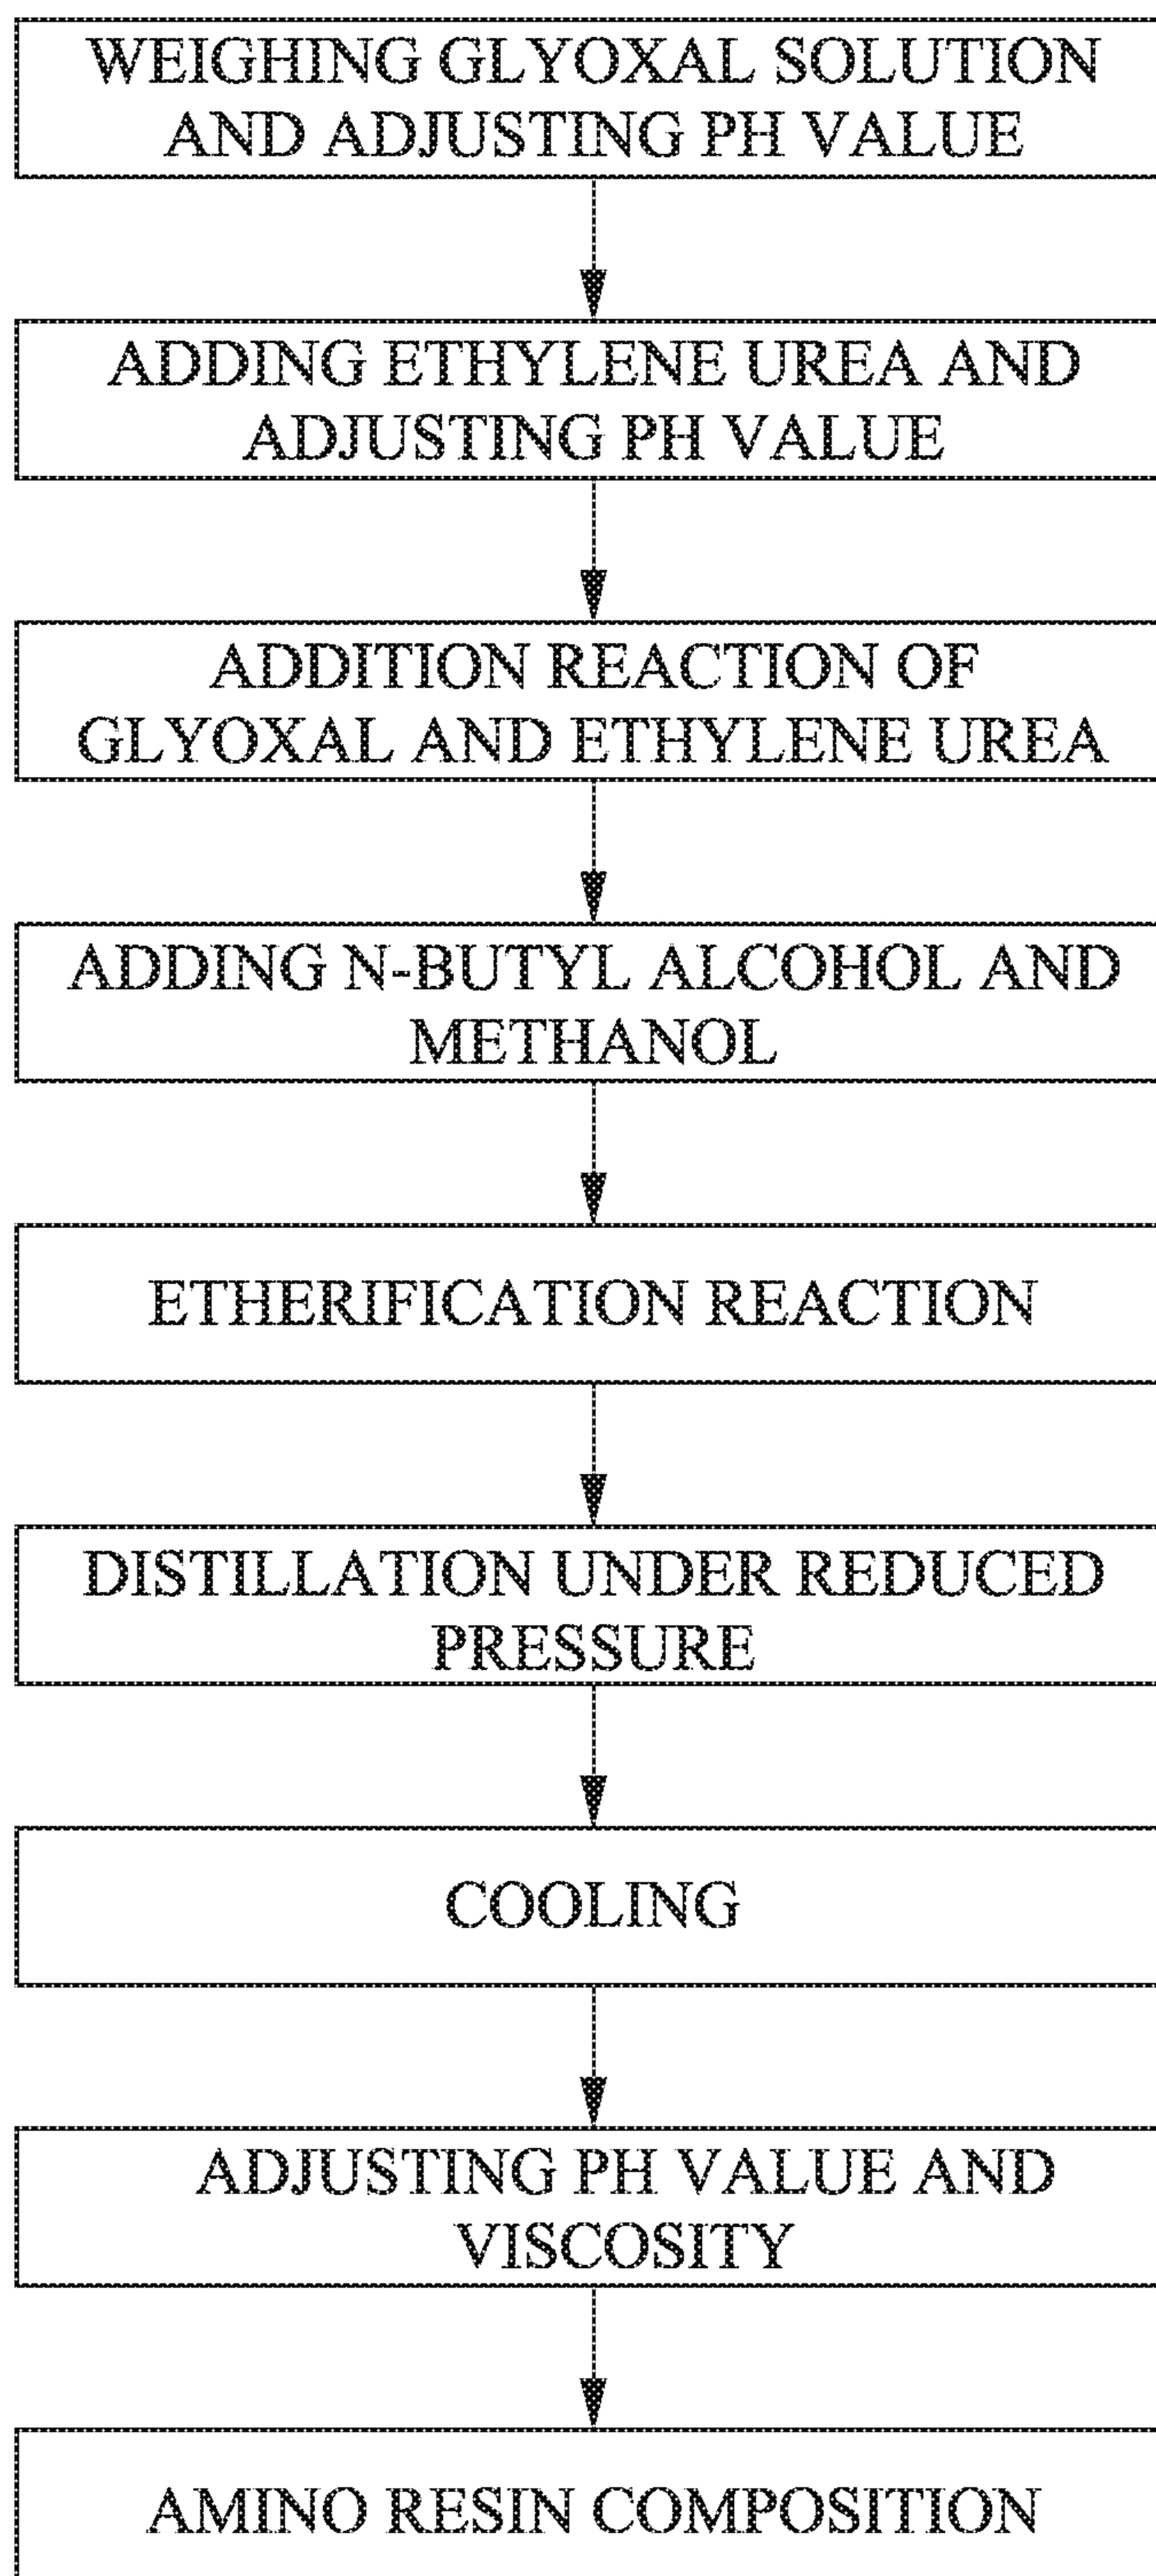 WEIGHING GLYOXAL SOLUTION
AND ADJUSTING PH VALUE
ADDING ETHYLENE UREA AND
ADJUSTING PH VALUE
ADDITION REACTION OF
GLYOXAL AND ETHYLENE UREA
ADDING N-BUTYL ALCOHOL AND
METHANOL
ETHERIFICATION REACTION
DISTILLATION UNDER REDUCED
PRESSURE
COOLING
ADJUSTING PH VALUE AND
VISCOSITY
AMINO RESIN COMPOSITION